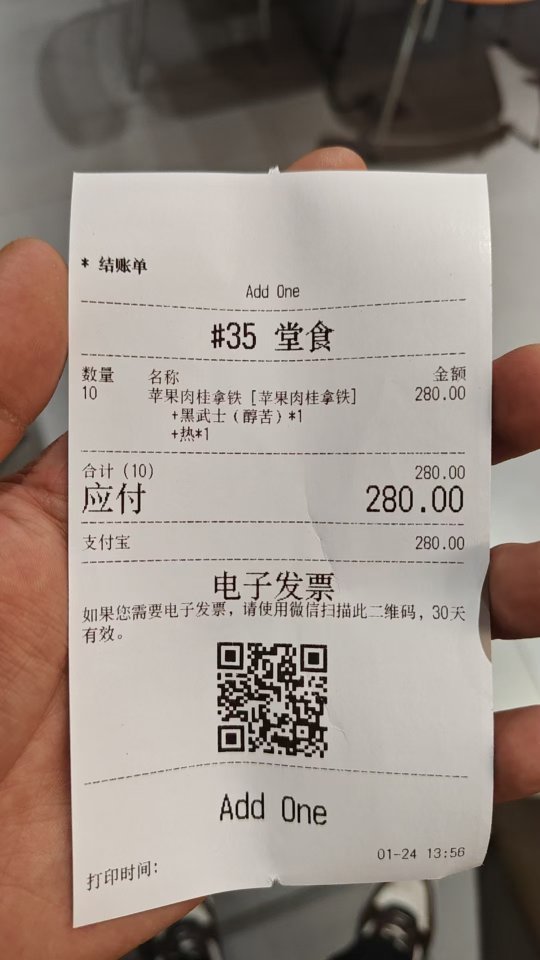 * 结账单
Add One
#35 堂食
数量 名称 金额
10 苹果肉桂拿铁 [苹果肉桂拿铁] 280.00
+黑武士(醇苦)*1
+热*1
合计(10) 280.00
应付 280.00
支付宝 280.00
电子发票
如果您需要电子发票，请使用微信扫描此二维码，30天
有效。
Add One
打印时间: 01-24 13:56